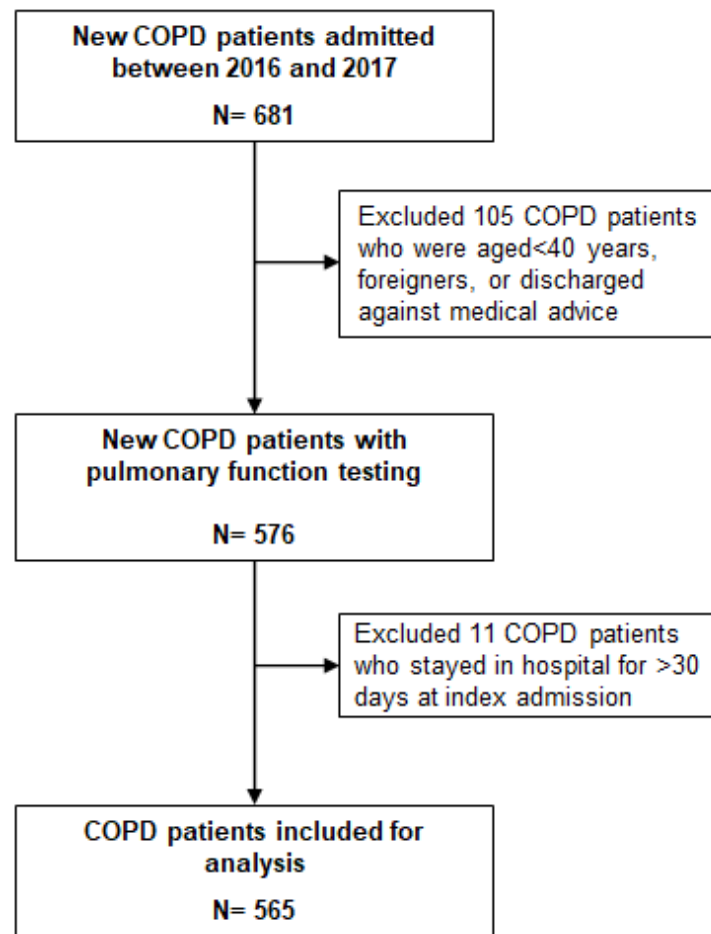 New COPD patients admitted
between 2016 and 2017
N= 681
Excluded 105 COPD patients
who were aged<40 years,
foreigners, or discharged
against medical advice
New COPD patients with
pulmonary function testing
N= 576
Excluded 11 COPD patients
who stayed in hospital for >30
days at index admission
COPD patients included for
analysis
N= 565